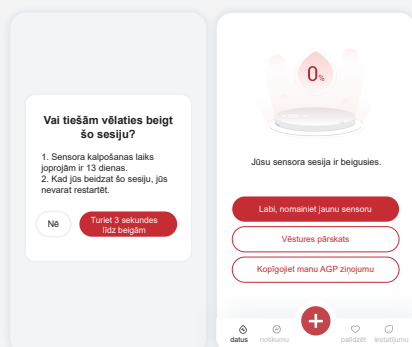 Vai tiešām vēlaties beigt
šo sesiju?
1. Sensora kalpošanas laiks
joprojām ir 13 dienas.
2. Kad jūs beidzat šo sesiju, jūs
nevarat restartēt.
Nē
Turiet 3 sekundes
līdz beigām
0%
Jūsu sensora sesija ir beigusies.
Labi, nomainiet jaunu sensoru
Vēstures pārskats
Kopīgojiet manu AGP ziņojumu
datus
notikumu
palīdzēt
iestatījumu